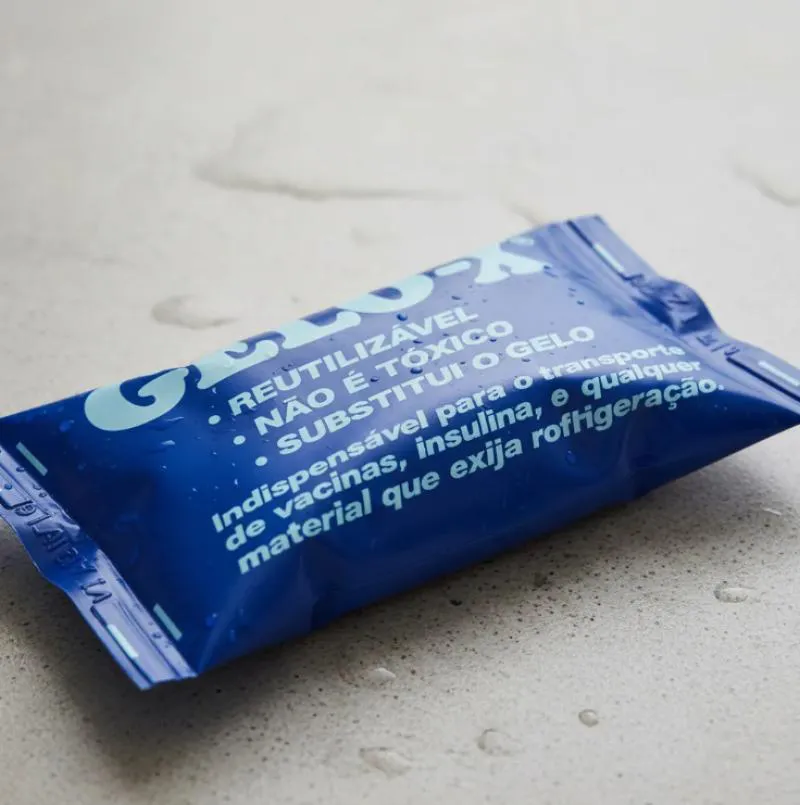 GELO-X®
• REUTILIZÁVEL
• NÃO É TÓXICO
• SUBSTITUI O GELO
Indispensável para o transporte
de vacinas, insulina, e qualquer
material que exija rofrigeração.